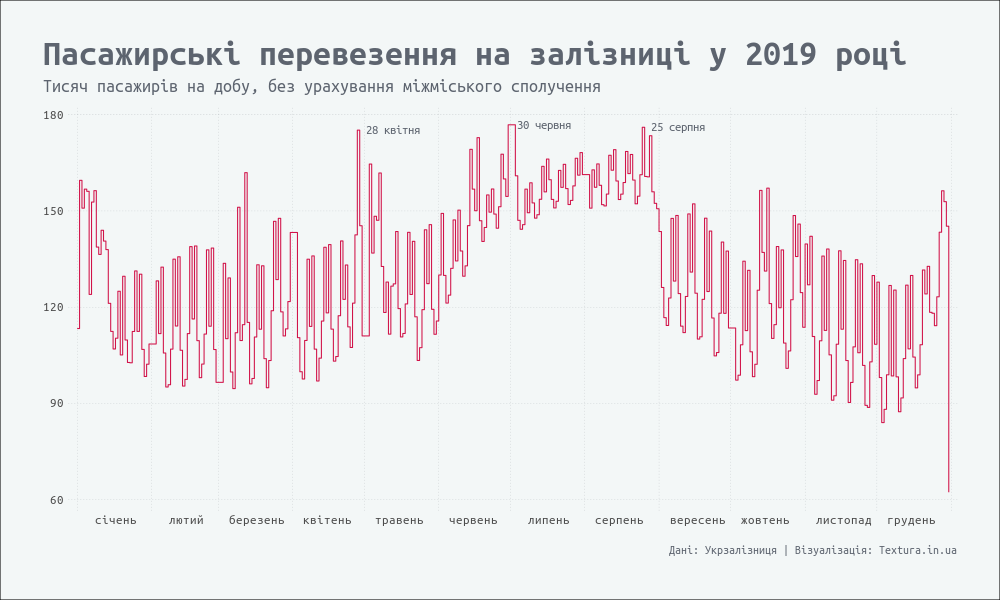 Пасажирські перевезення на залізниці у 2019 році
Тисяч пасажирів на добу, без урахування міжміського сполучення
180
28 квітня
30 червня
25 серпня
150
120
90
60
січень лютий березень квітень травень червень липень серпень вересень жовтень листопад грудень
Дані: Укрзалізниця | Візуалізація: Textura.in.ua